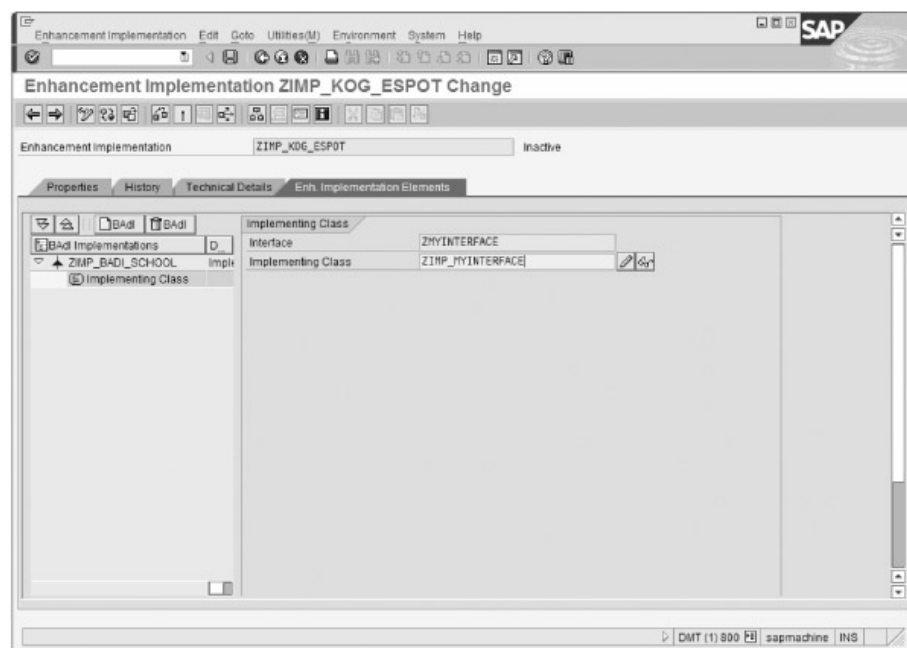 Enhancement Implementation Edit Goto Utilities(M) Environment System Help
SAP
Enhancement Implementation ZIMP_KOG_ESPOT Change
Enhancement Implementation ZIMP_KOG_ESPOT Inactive
Properties History Technical Details Enh. Implementation Elements
BAdI BAdI Implementing Class
BAdI Implementations D.. Interface ZMYINTERFACE
ZIMP_BADI_SCHOOL Imple Implementing Class ZIMP_MYINTERFACE
Implementing Class
DMT (1) 800 sapmachine INS